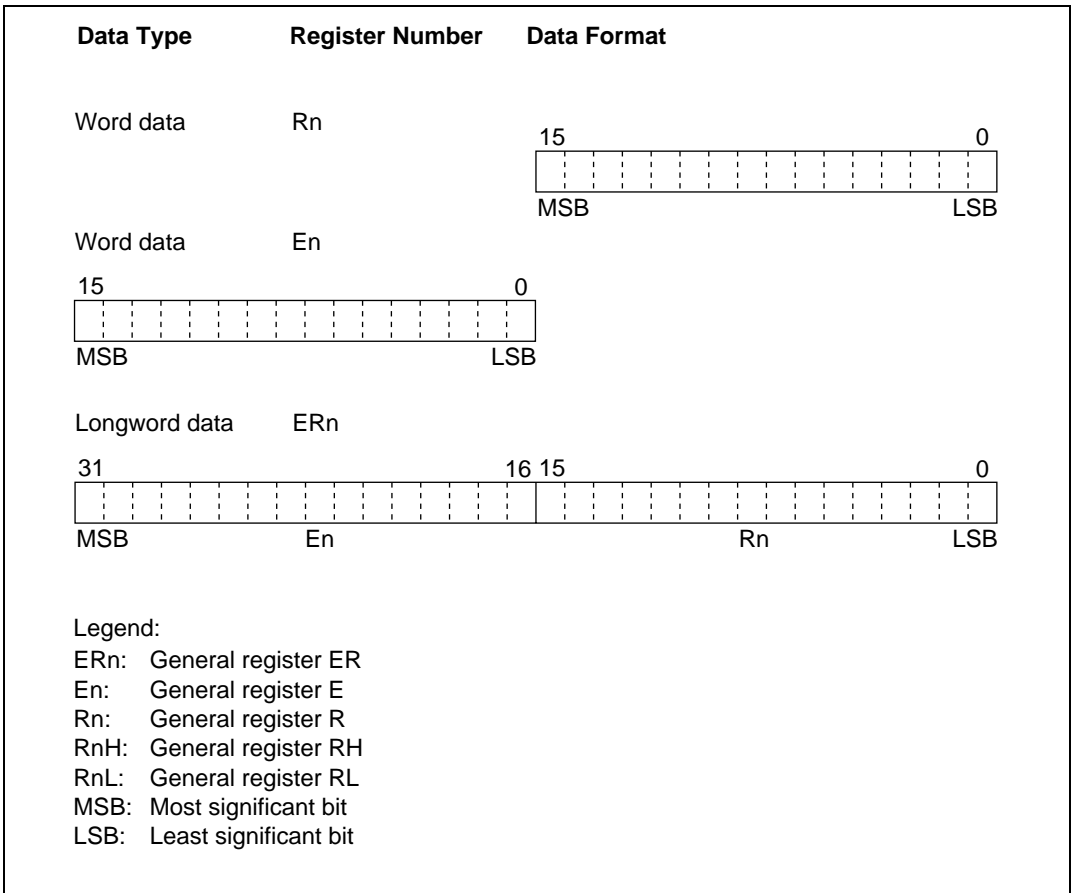 Data Type Register Number Data Format
Word data Rn
15 0
MSB LSB
Word data En
15 0
MSB LSB
Longword data ERn
31 16 15 0
MSB En Rn LSB
Legend:
ERn: General register ER
En: General register E
Rn: General register R
RnH: General register RH
RnL: General register RL
MSB: Most significant bit
LSB: Least significant bit